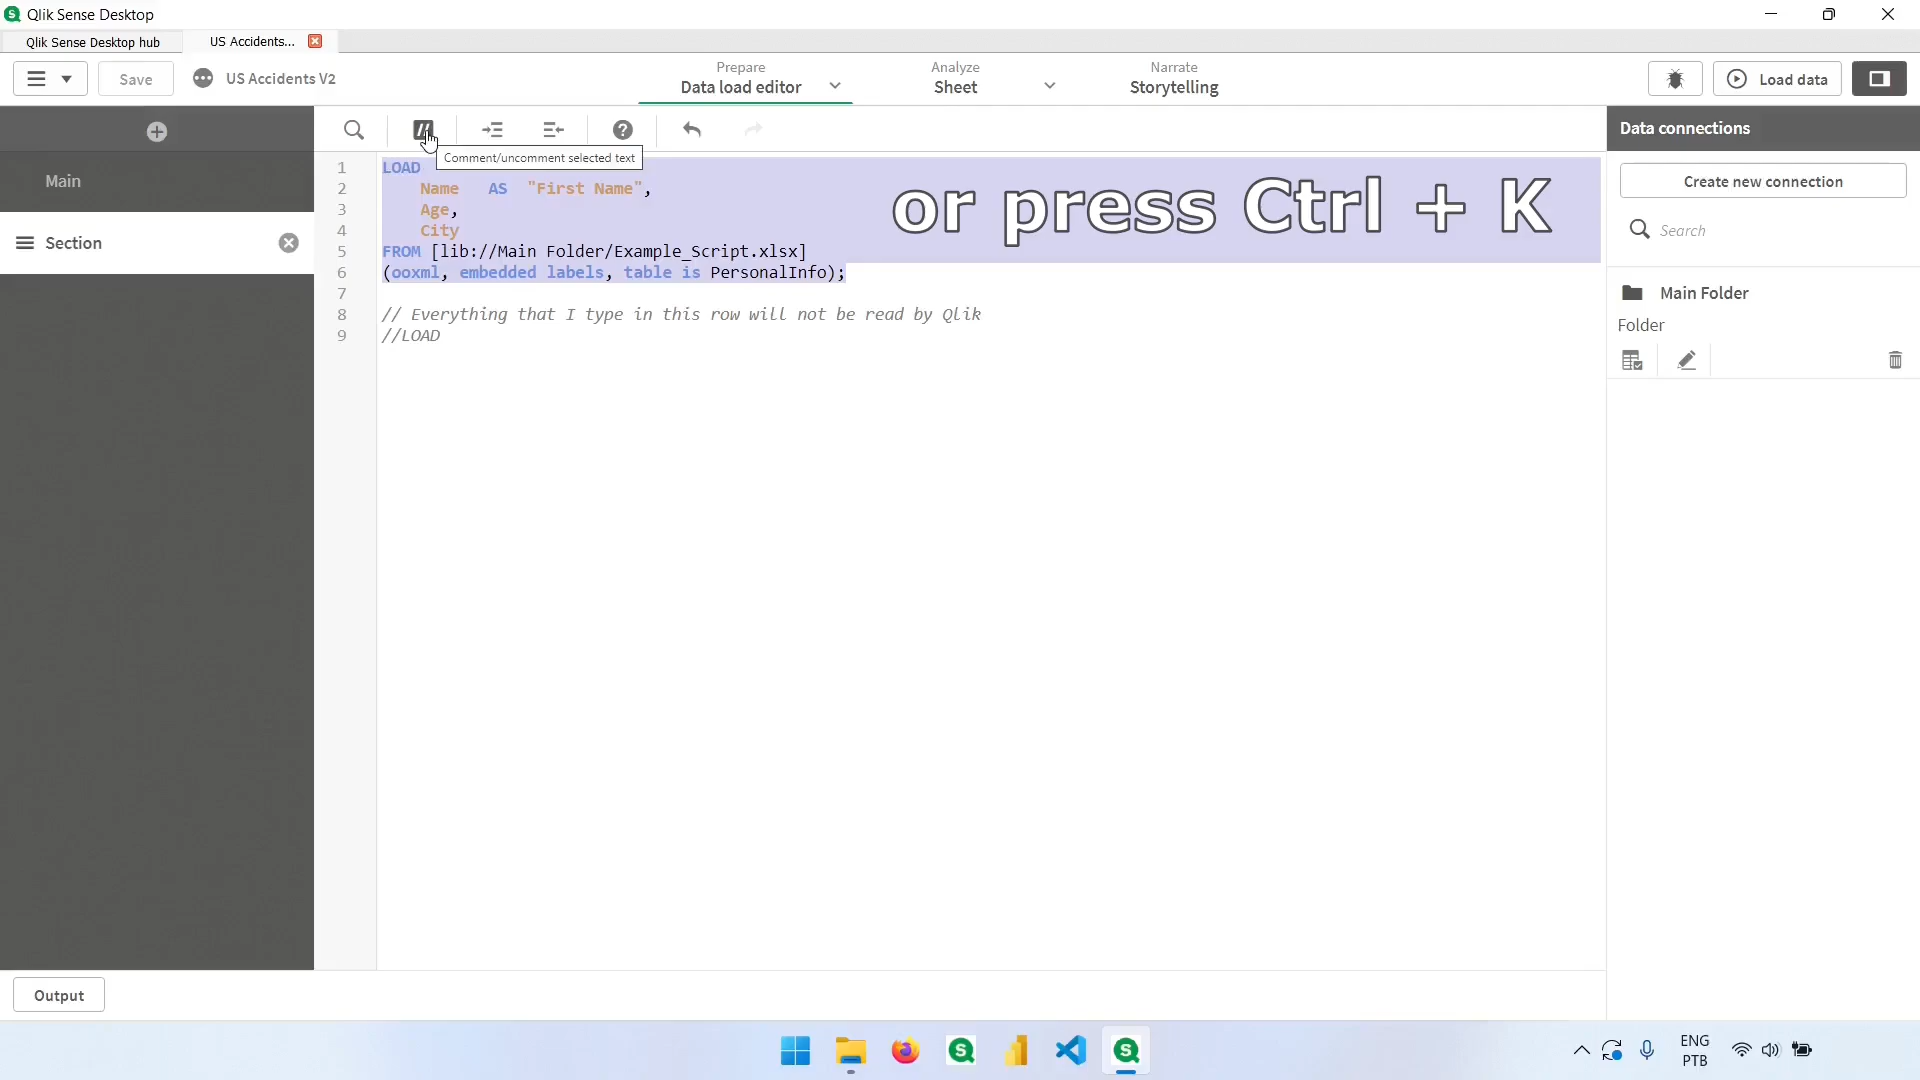 Qlik Sense Desktop
Qlik Sense Desktop hub
US Accidents...
Save
US Accidents V2
Prepare
Data load editor
Analyze
Sheet
Narrate
Storytelling
Load data
Main
Section
Comment/uncomment selected text
1 LOAD
2 Name AS "First Name",
3 Age,
4 City
5 FROM [lib://Main Folder/Example_Script.xlsx]
6 (ooxml, embedded labels, table is PersonalInfo);
7
8 // Everything that I type in this row will not be read by Qlik
9 //LOAD
or press Ctrl + K
Data connections
Create new connection
Search
Main Folder
Folder
Output
ENG
PTB